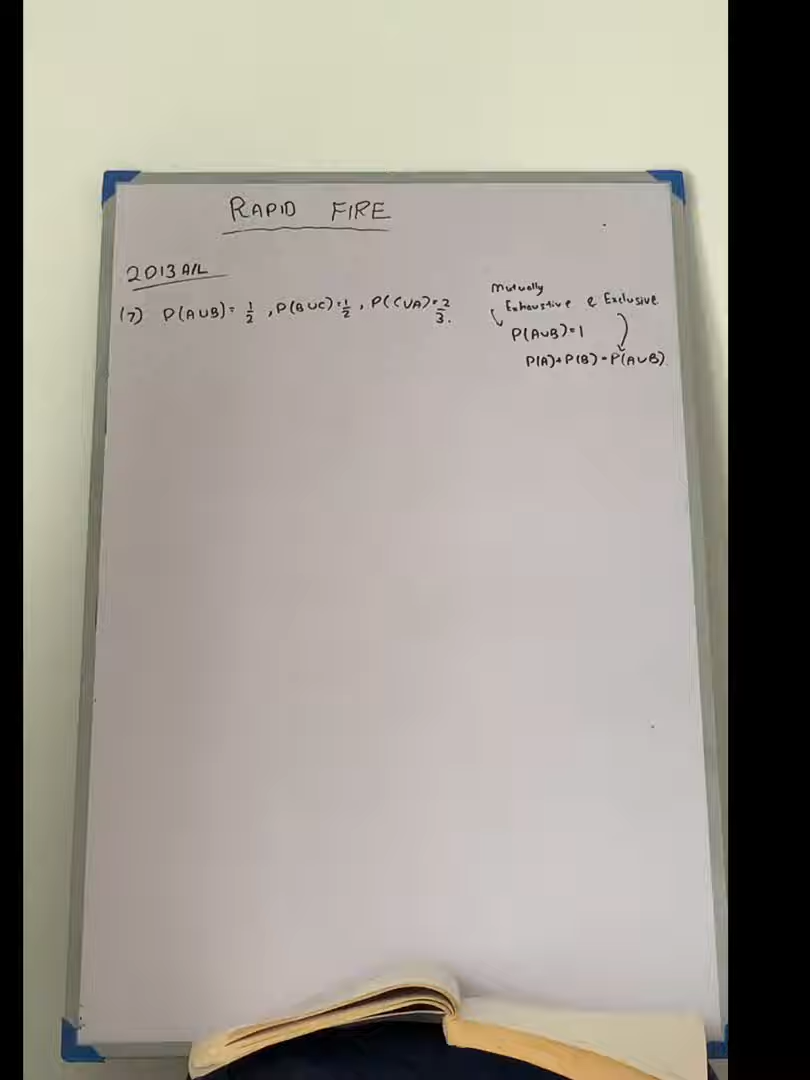 RAPID FIRE
2013 A/L
(7) P(A∪B)= 1/2 , P(B∪C)= 1/2 , P(C∪A)= 2/3.
Mutually
Exhaustive & Exclusive
P(A∪B)=1
P(A)+P(B)=P(A∪B)